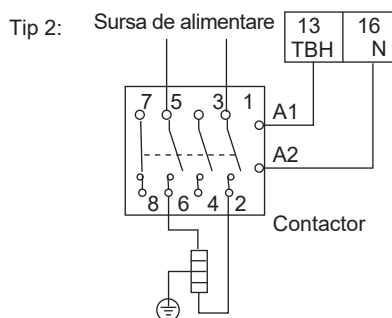 Tip 2:
Sursa de alimentare
13 16
TBH N
7 5 3 1
A1
A2
8 6 4 2
Contactor